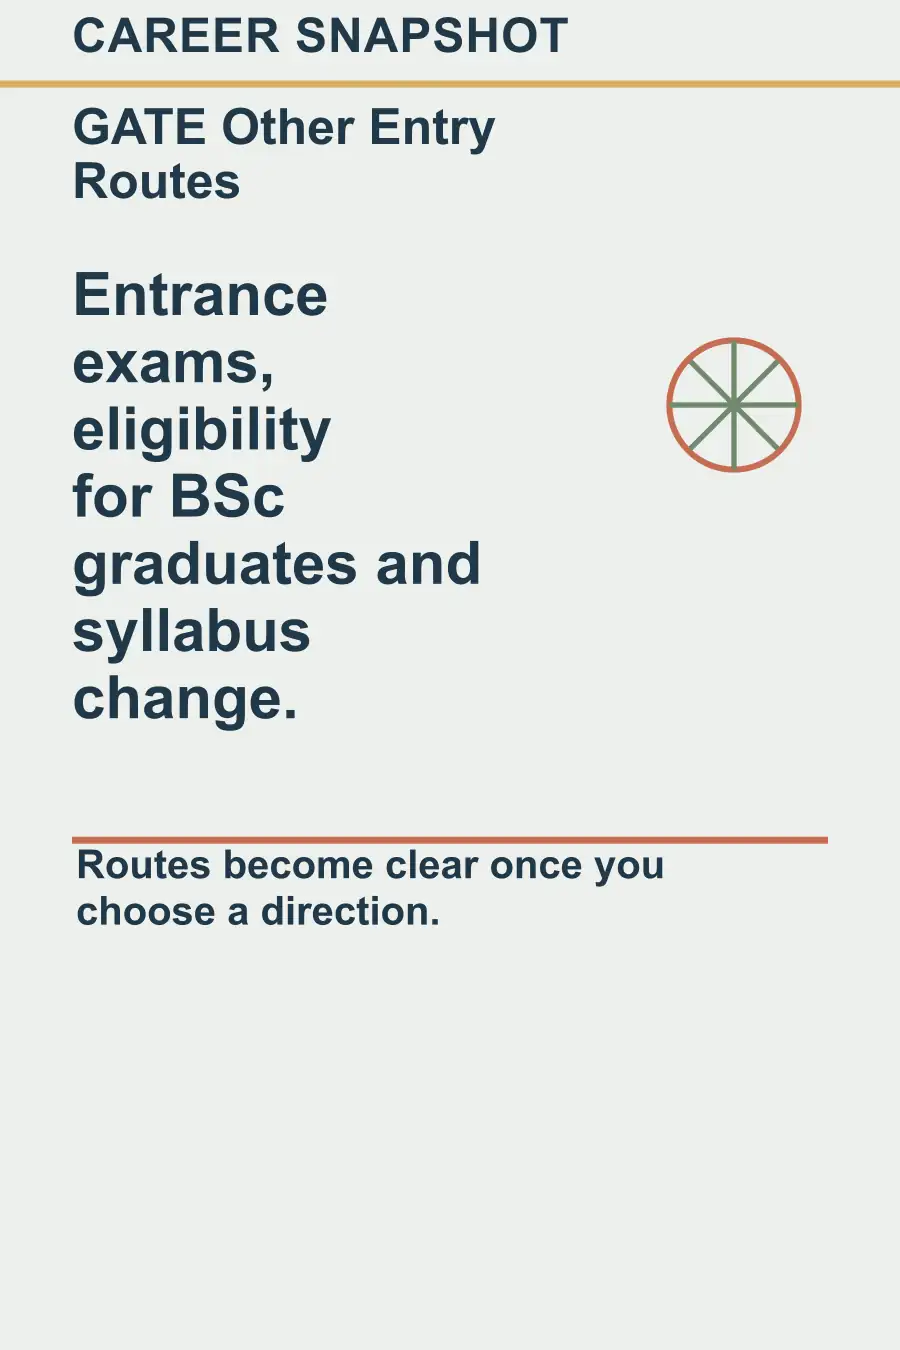 CAREER SNAPSHOT
GATE Other Entry
Routes
Entrance
exams,
eligibility
for BSc
graduates and
syllabus
change.
Routes become clear once you
choose a direction.